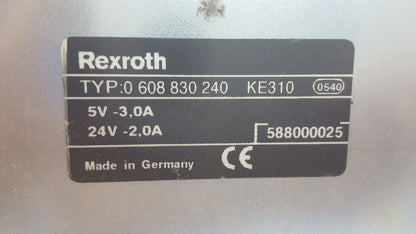 Rexroth
TYP:0 608 830 240 KE310 0540
5V -3,0A
24V -2,0A
588000025
Made in Germany CE